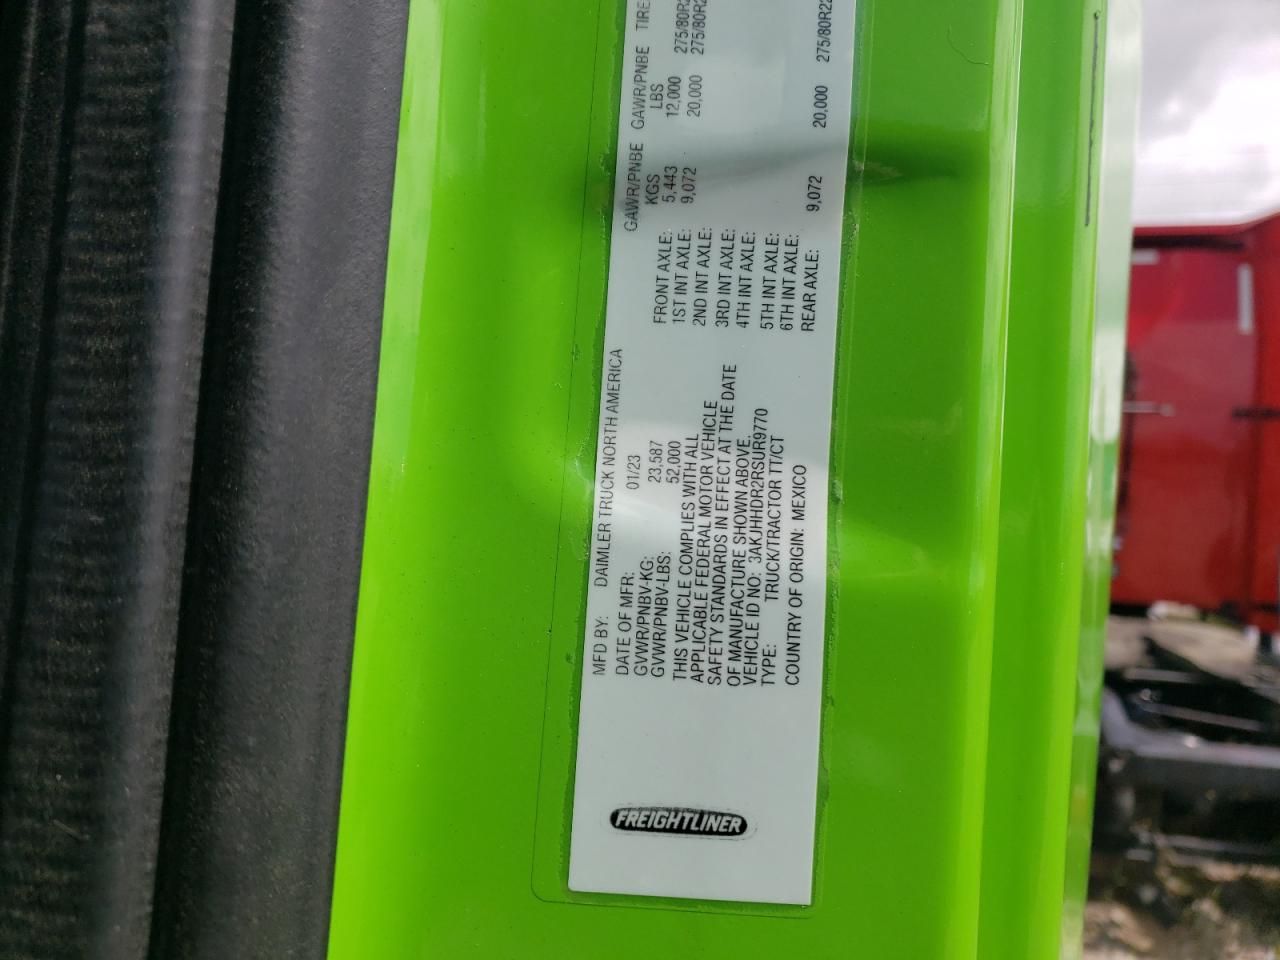 FREIGHTLINER
MFD BY: DAIMLER TRUCK NORTH AMERICA
DATE OF MFR: 01/23
GVWR/PNBV-KG: 23,587
GVWR/PNBV-LBS: 52,000
THIS VEHICLE COMPLIES WITH ALL
APPLICABLE FEDERAL MOTOR VEHICLE
SAFETY STANDARDS IN EFFECT AT THE DATE
OF MANUFACTURE SHOWN ABOVE.
VEHICLE ID NO: 3AKJHHDR2RSUR9770
TYPE: TRUCK/TRACTOR TT/CT
COUNTRY OF ORIGIN: MEXICO
GAWR/PNBE GAWR/PNBE TIRE
KGS LBS
FRONT AXLE: 5,443 12,000 275/80R2
1ST INT AXLE: 9,072 20,000 275/80R2
2ND INT AXLE:
3RD INT AXLE:
4TH INT AXLE:
5TH INT AXLE:
6TH INT AXLE:
REAR AXLE: 9,072 20,000 275/80R22